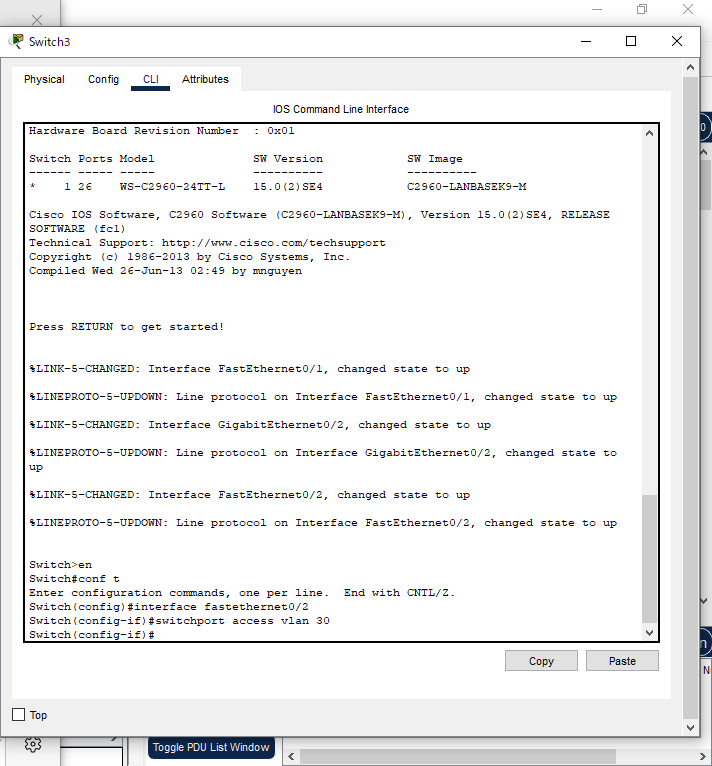 Switch3
Physical Config CLI Attributes
IOS Command Line Interface
Hardware Board Revision Number  : 0x01
Switch Ports Model              SW Version            SW Image
------ ----- -----              ----------            ----------
*    1 26    WS-C2960-24TT-L    15.0(2)SE4            C2960-LANBASEK9-M
Cisco IOS Software, C2960 Software (C2960-LANBASEK9-M), Version 15.0(2)SE4, RELEASE
SOFTWARE (fc1)
Technical Support: http://www.cisco.com/techsupport
Copyright (c) 1986-2013 by Cisco Systems, Inc.
Compiled Wed 26-Jun-13 02:49 by mnguyen
Press RETURN to get started!
%LINK-5-CHANGED: Interface FastEthernet0/1, changed state to up
%LINEPROTO-5-UPDOWN: Line protocol on Interface FastEthernet0/1, changed state to up
%LINK-5-CHANGED: Interface GigabitEthernet0/2, changed state to up
%LINEPROTO-5-UPDOWN: Line protocol on Interface GigabitEthernet0/2, changed state to
up
%LINK-5-CHANGED: Interface FastEthernet0/2, changed state to up
%LINEPROTO-5-UPDOWN: Line protocol on Interface FastEthernet0/2, changed state to up
Switch>en
Switch#conf t
Enter configuration commands, one per line.  End with CNTL/Z.
Switch(config)#interface fastethernet0/2
Switch(config-if)#switchport access vlan 30
Switch(config-if)#
Copy Paste
Top
Toggle PDU List Window